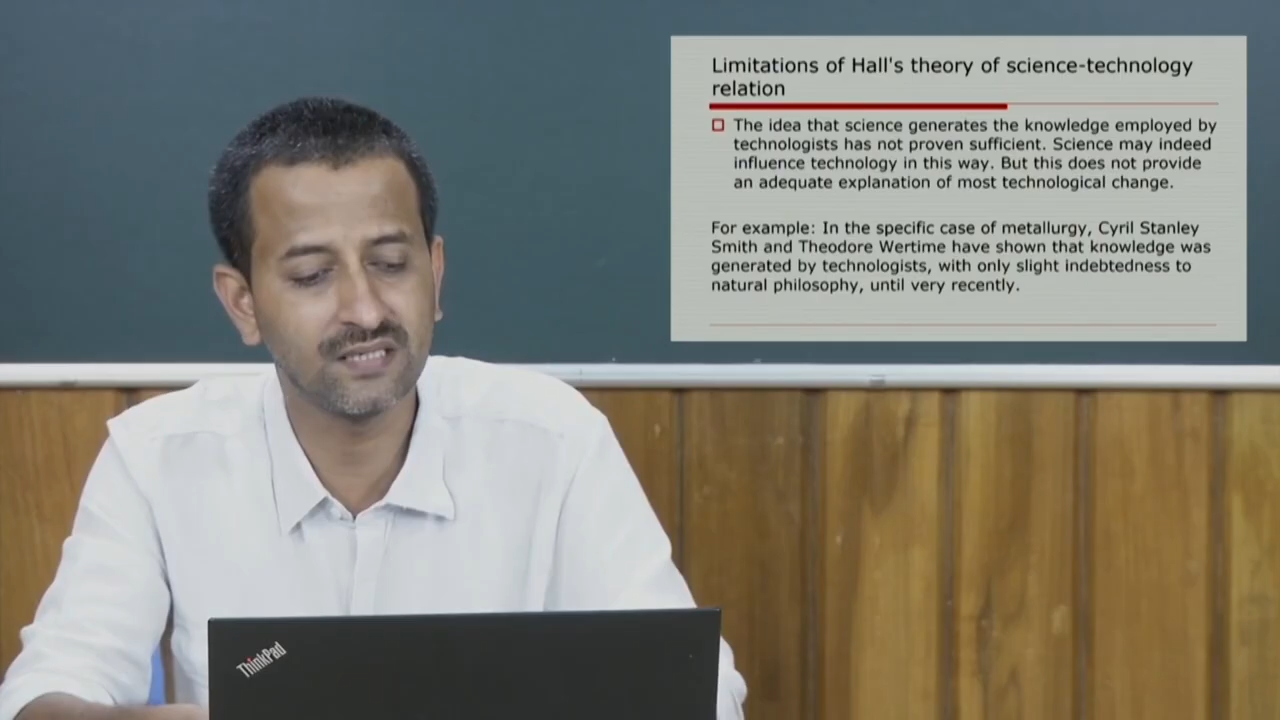 Limitations of Hall's theory of science-technology
relation
The idea that science generates the knowledge employed by
technologists has not proven sufficient. Science may indeed
influence technology in this way. But this does not provide
an adequate explanation of most technological change.
For example: In the specific case of metallurgy, Cyril Stanley
Smith and Theodore Wertime have shown that knowledge was
generated by technologists, with only slight indebtedness to
natural philosophy, until very recently.
ThinkPad